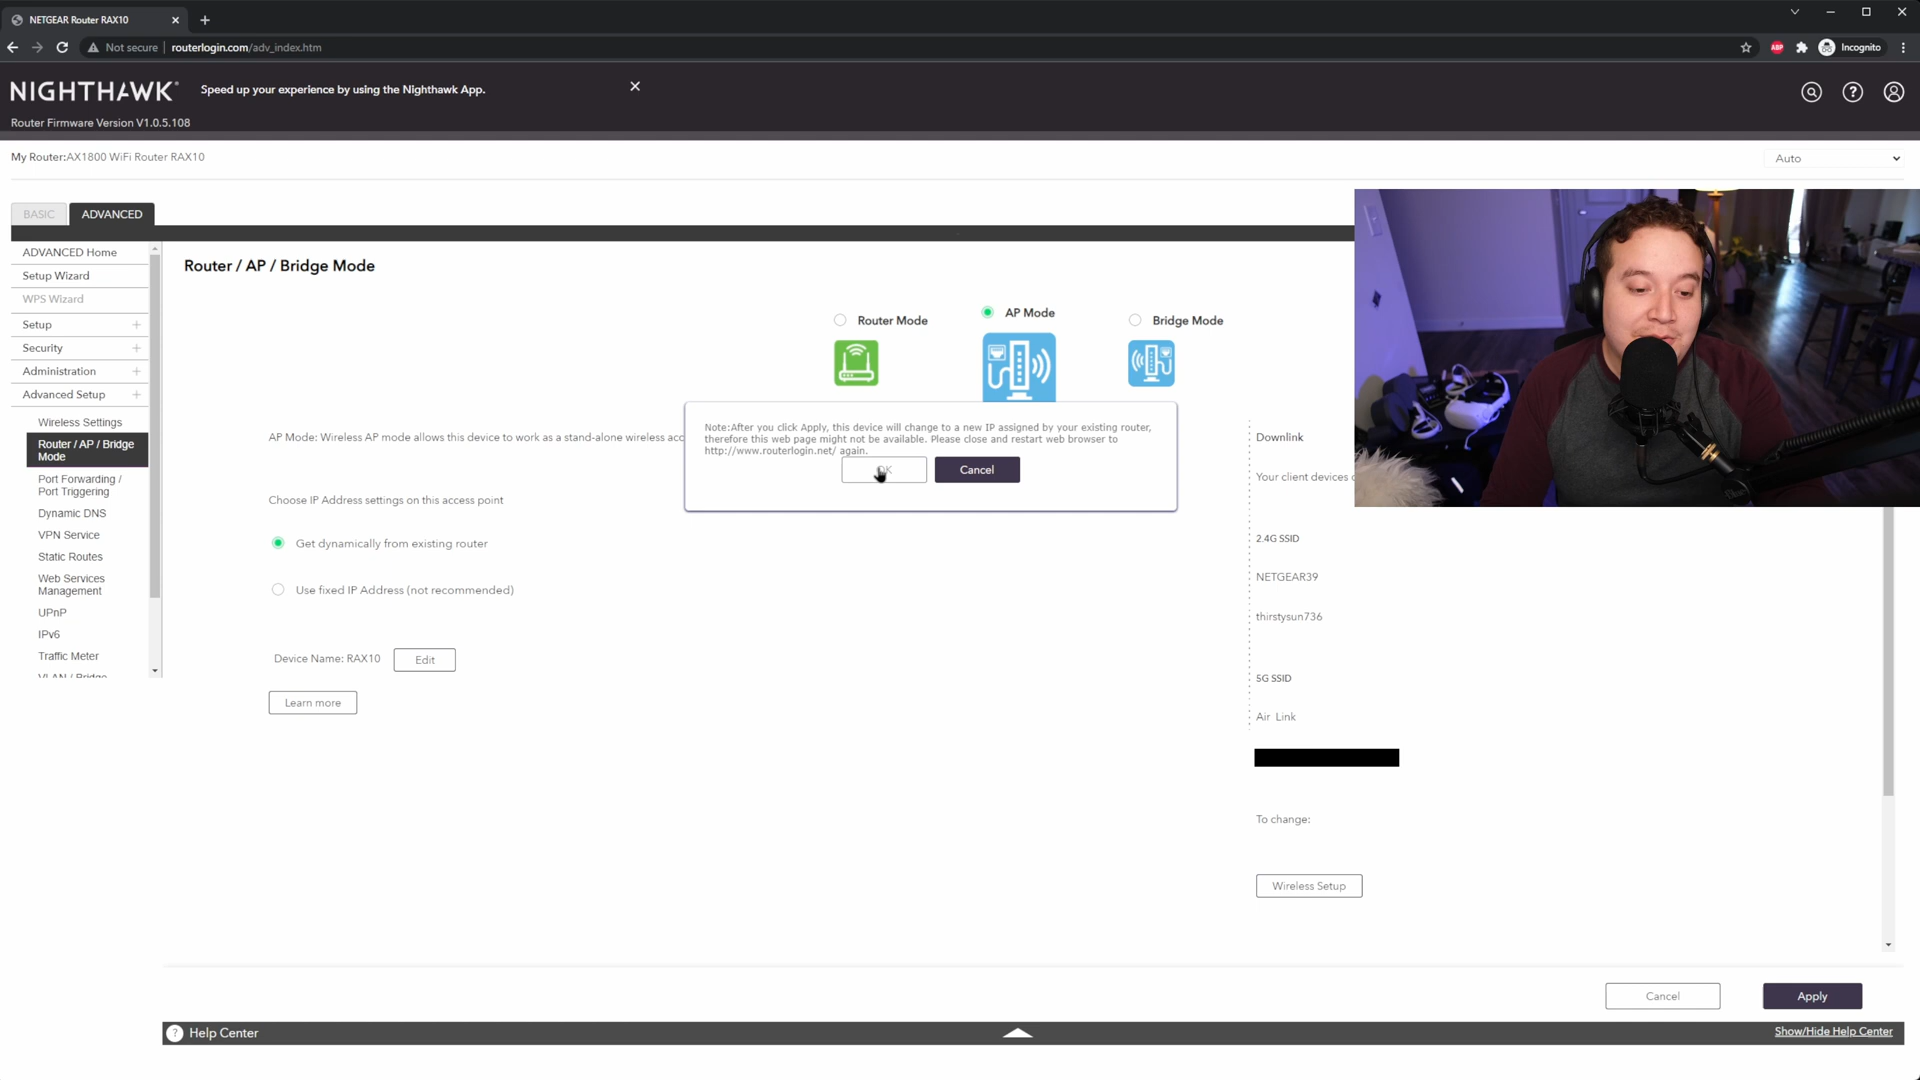 NETGEAR Router RAX10
Not secure
routerlogin.com/adv_index.htm
ABP
Incognito
NIGHTHAWK
Speed up your experience by using the Nighthawk App.
Router Firmware Version V1.0.5.108
My Router:AX1800 WiFi Router RAX10
Auto
BASIC
ADVANCED
ADVANCED Home
Setup Wizard
WPS Wizard
Setup
Security
Administration
Advanced Setup
Wireless Settings
Router / AP / Bridge
Mode
Port Forwarding /
Port Triggering
Dynamic DNS
VPN Service
Static Routes
Web Services
Management
UPnP
IPv6
Traffic Meter
VLAN / Bridge
Router / AP / Bridge Mode
Router Mode
AP Mode
Bridge Mode
AP Mode: Wireless AP mode allows this device to work as a stand-alone wireless
Note:After you click Apply, this device will change to a new IP assigned by your existing router,
therefore this web page might not be available. Please close and restart web browser to
http://www.routerlogin.net/ again.
OK
Cancel
Choose IP Address settings on this access point
Get dynamically from existing router
Use fixed IP Address (not recommended)
Device Name: RAX10
Edit
Learn more
Downlink
Your client devices
2.4G SSID
NETGEAR39
thirstysun736
5G SSID
Air Link
To change:
Wireless Setup
Cancel
Apply
? Help Center
Show/Hide Help Center